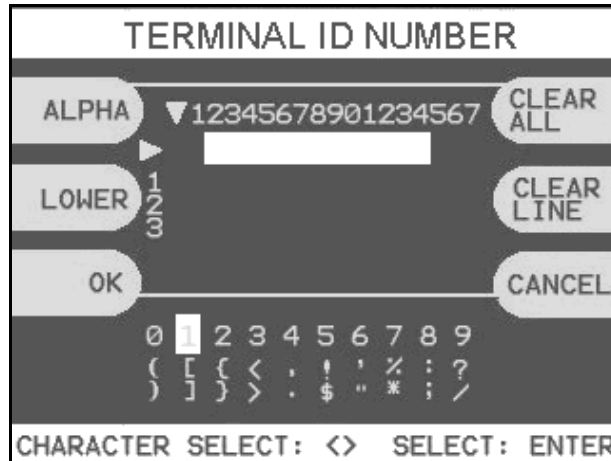 TERMINAL ID NUMBER
ALPHA
▼12345678901234567
CLEAR
ALL
▶
LOWER
1
2
3
CLEAR
LINE
OK
CANCEL
0 1 2 3 4 5 6 7 8 9
( [ { < , ! ' % : ?
) ] } > . $ " * ; /
CHARACTER SELECT: <> SELECT: ENTER